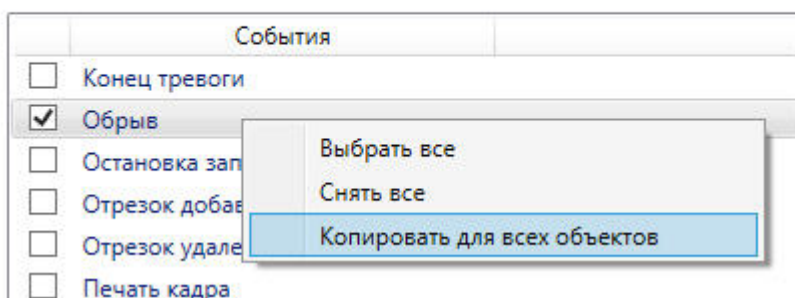 События
Конец тревоги
Обрыв
Остановка зап
Отрезок добав
Отрезок удале
Печать кадра
Выбрать все
Снять все
Копировать для всех объектов